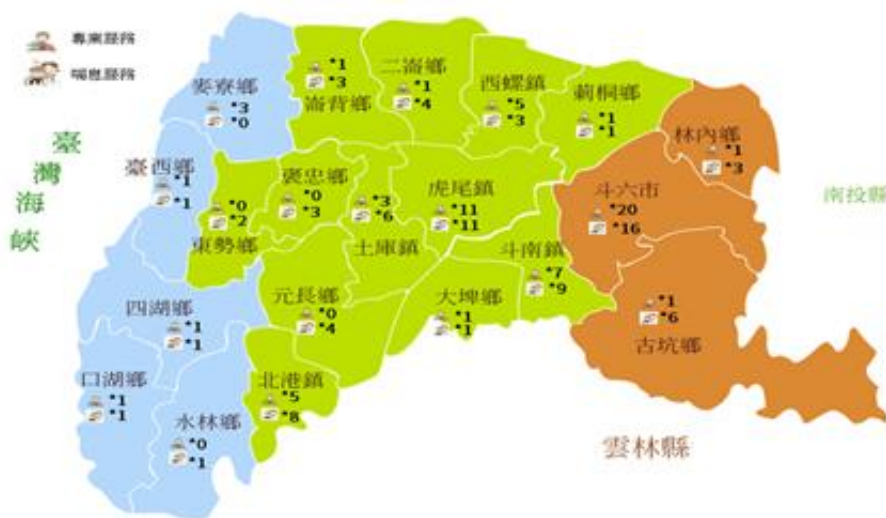 專業服務
喘息服務
臺灣海峽
麥寮鄉
*3
*0
*1
*3
崙背鄉
二崙鄉
*1
*4
西螺鎮
*5
*3
莿桐鄉
*1
*1
林內鄉
*1
*3
臺西鄉
*1
*1
*0
*2
東勢鄉
褒忠鄉
*0
*3
*3
*6
土庫鎮
虎尾鎮
*11
*11
斗六市
*20
*16
南投縣
斗南鎮
*7
*9
四湖鄉
*1
*1
元長鄉
*0
*4
大埤鄉
*1
*1
*1
*6
古坑鄉
口湖鄉
*1
*1
水林鄉
*0
*1
北港鎮
*5
*8
雲林縣